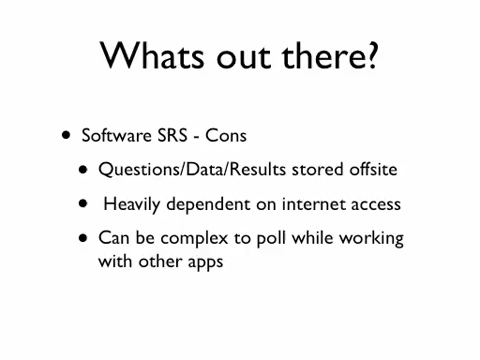 Whats out there?
• Software SRS - Cons
• Questions/Data/Results stored offsite
• Heavily dependent on internet access
• Can be complex to poll while working
with other apps